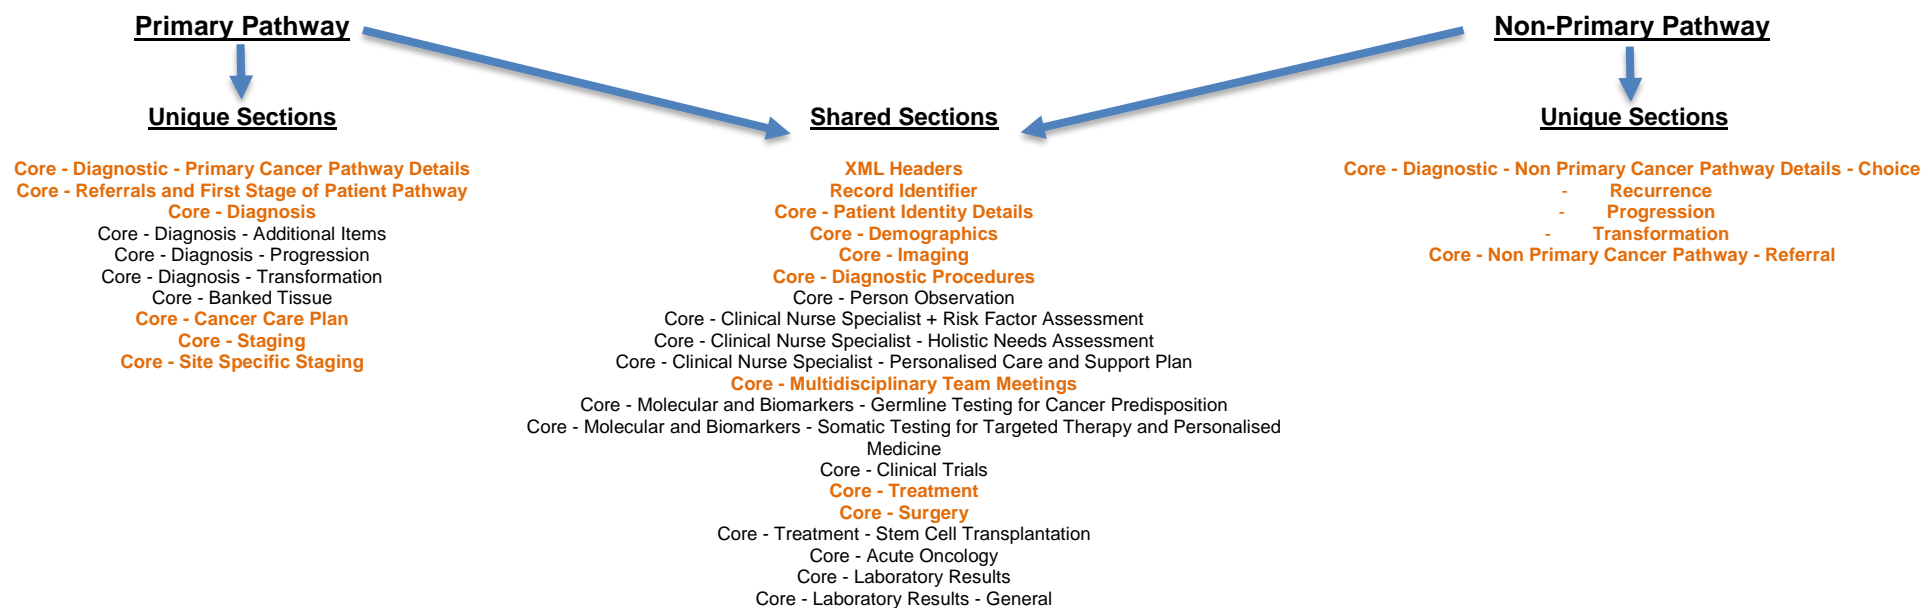 Primary Pathway
Non-Primary Pathway
Unique Sections
Core - Diagnostic - Primary Cancer Pathway Details
Core - Referrals and First Stage of Patient Pathway
Core - Diagnosis
Core - Diagnosis - Additional Items
Core - Diagnosis - Progression
Core - Diagnosis - Transformation
Core - Banked Tissue
Core - Cancer Care Plan
Core - Staging
Core - Site Specific Staging
Shared Sections
XML Headers
Record Identifier
Core - Patient Identity Details
Core - Demographics
Core - Imaging
Core - Diagnostic Procedures
Core - Person Observation
Core - Clinical Nurse Specialist + Risk Factor Assessment
Core - Clinical Nurse Specialist - Holistic Needs Assessment
Core - Clinical Nurse Specialist - Personalised Care and Support Plan
Core - Multidisciplinary Team Meetings
Core - Molecular and Biomarkers - Germline Testing for Cancer Predisposition
Core - Molecular and Biomarkers - Somatic Testing for Targeted Therapy and Personalised
Medicine
Core - Clinical Trials
Core - Treatment
Core - Surgery
Core - Treatment - Stem Cell Transplantation
Core - Acute Oncology
Core - Laboratory Results
Core - Laboratory Results - General
Unique Sections
Core - Diagnostic - Non Primary Cancer Pathway Details - Choice
- Recurrence
- Progression
- Transformation
Core - Non Primary Cancer Pathway - Referral